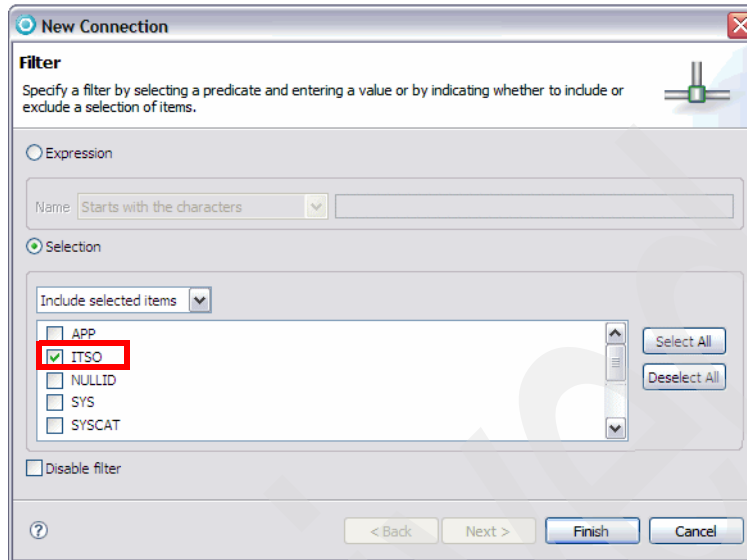 New Connection
Filter
Specify a filter by selecting a predicate and entering a value or by indicating whether to include or
exclude a selection of items.
Expression
Name Starts with the characters
Selection
Include selected items
APP
Select All
ITSO
NULLID
Deselect All
SYS
SYSCAT
Disable filter
? < Back Next > Finish Cancel